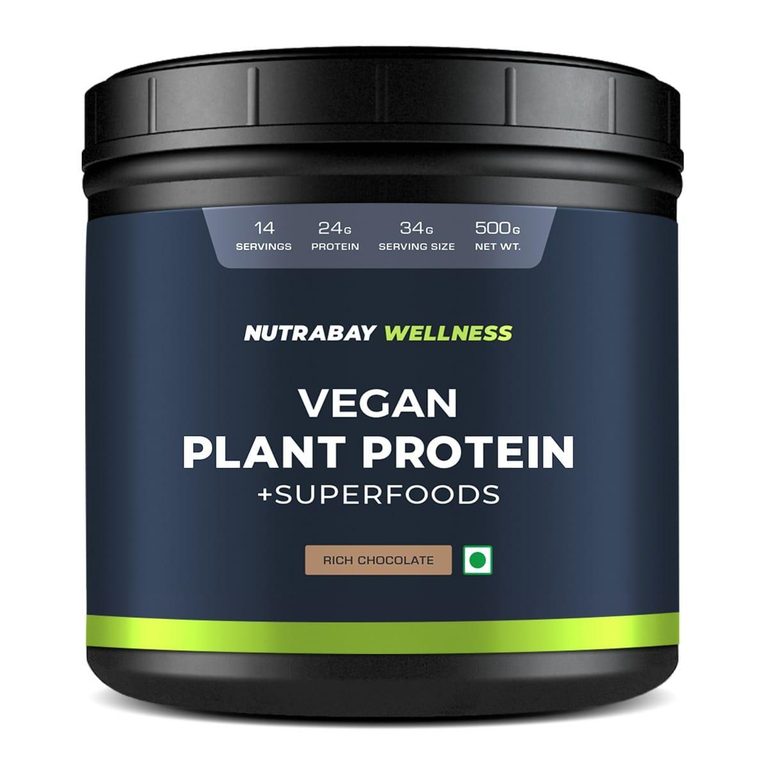 14 24G 34G 500G
SERVINGS PROTEIN SERVING SIZE NET WT.
NUTRABAY WELLNESS
VEGAN
PLANT PROTEIN
+SUPERFOODS
RICH CHOCOLATE